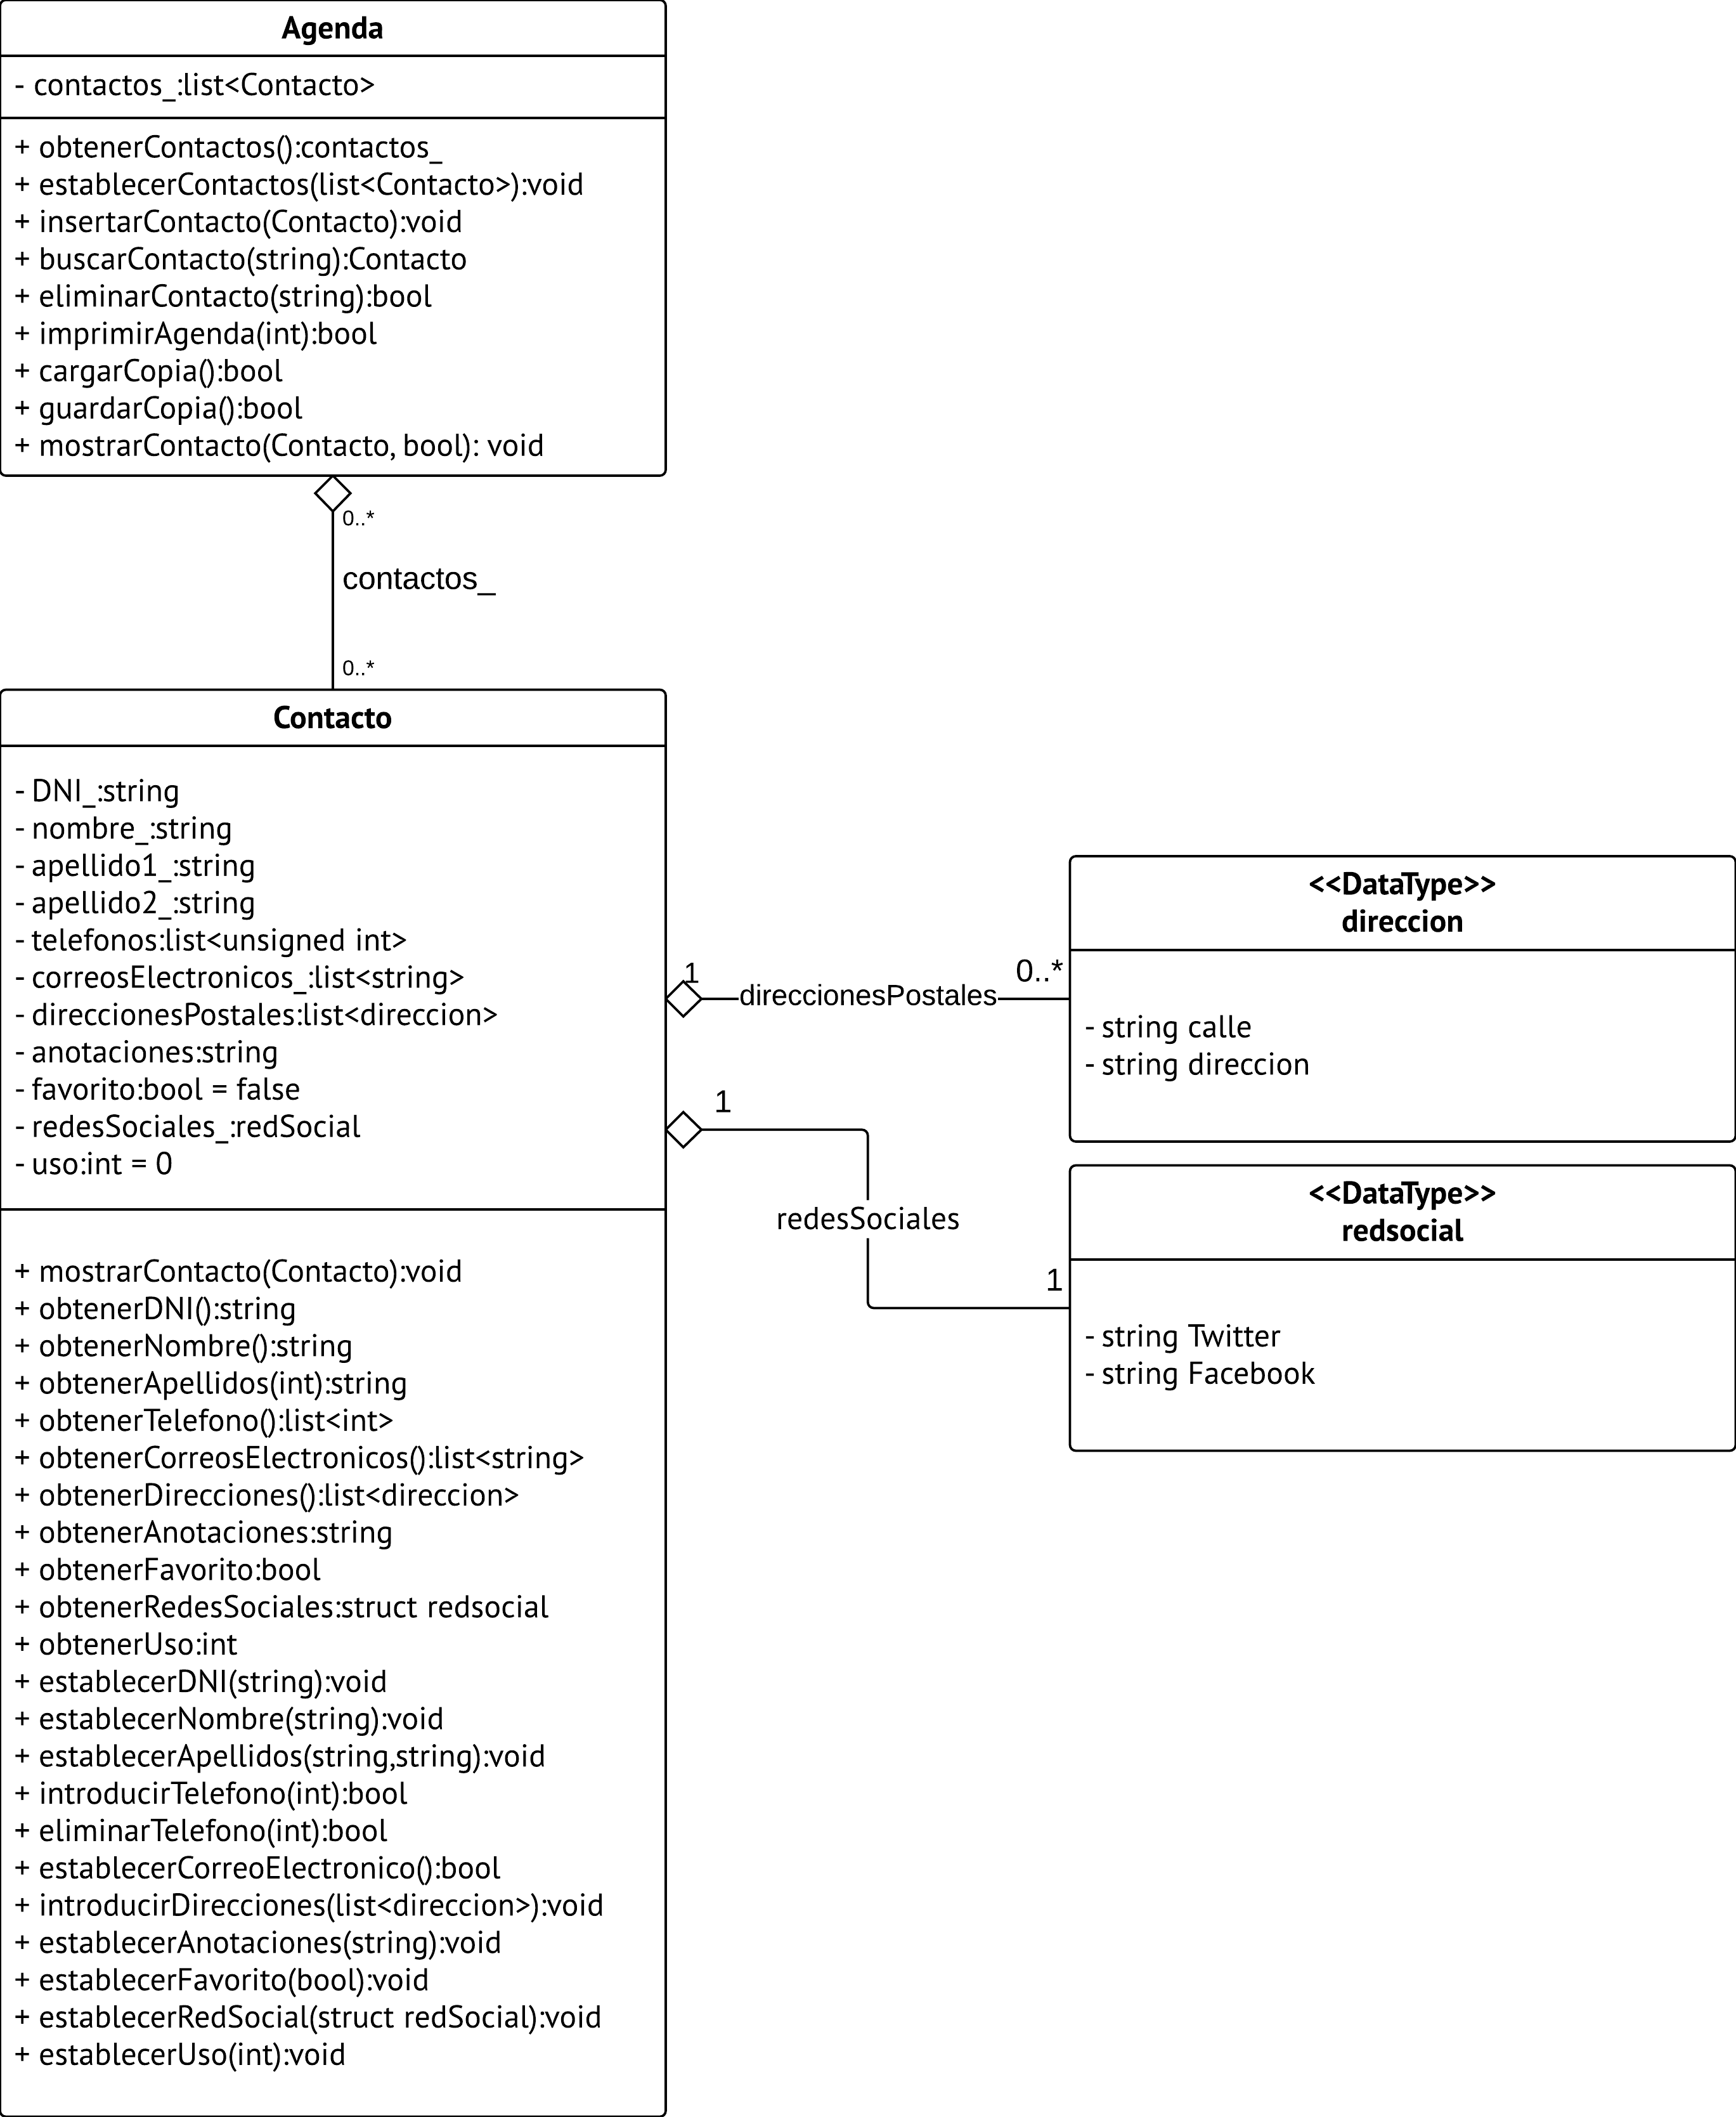 Agenda
- contactos_:list<Contacto>
+ obtenerContactos():contactos_
+ establecerContactos(list<Contacto>):void
+ insertarContacto(Contacto):void
+ buscarContacto(string):Contacto
+ eliminarContacto(string):bool
+ imprimirAgenda(int):bool
+ cargarCopia():bool
+ guardarCopia():bool
+ mostrarContacto(Contacto, bool): void
0..*
contactos_
0..*
Contacto
- DNI_:string
- nombre_:string
- apellido1_:string
- apellido2_:string
- telefonos:list<unsigned int>
- correosElectronicos_:list<string>
- direccionesPostales:list<direccion>
- anotaciones:string
- favorito:bool = false
- redesSociales_:redSocial
- uso:int = 0
+ mostrarContacto(Contacto):void
+ obtenerDNI():string
+ obtenerNombre():string
+ obtenerApellidos(int):string
+ obtenerTelefono():list<int>
+ obtenerCorreosElectronicos():list<string>
+ obtenerDirecciones():list<direccion>
+ obtenerAnotaciones:string
+ obtenerFavorito:bool
+ obtenerRedesSociales:struct redsocial
+ obtenerUso:int
+ establecerDNI(string):void
+ establecerNombre(string):void
+ establecerApellidos(string,string):void
+ introducirTelefono(int):bool
+ eliminarTelefono(int):bool
+ establecerCorreoElectronico():bool
+ introducirDirecciones(list<direccion>):void
+ establecerAnotaciones(string):void
+ establecerFavorito(bool):void
+ establecerRedSocial(struct redSocial):void
+ establecerUso(int):void
1
direccionesPostales
0..*
<<DataType>>
direccion
- string calle
- string direccion
1
redesSociales
1
<<DataType>>
redsocial
- string Twitter
- string Facebook